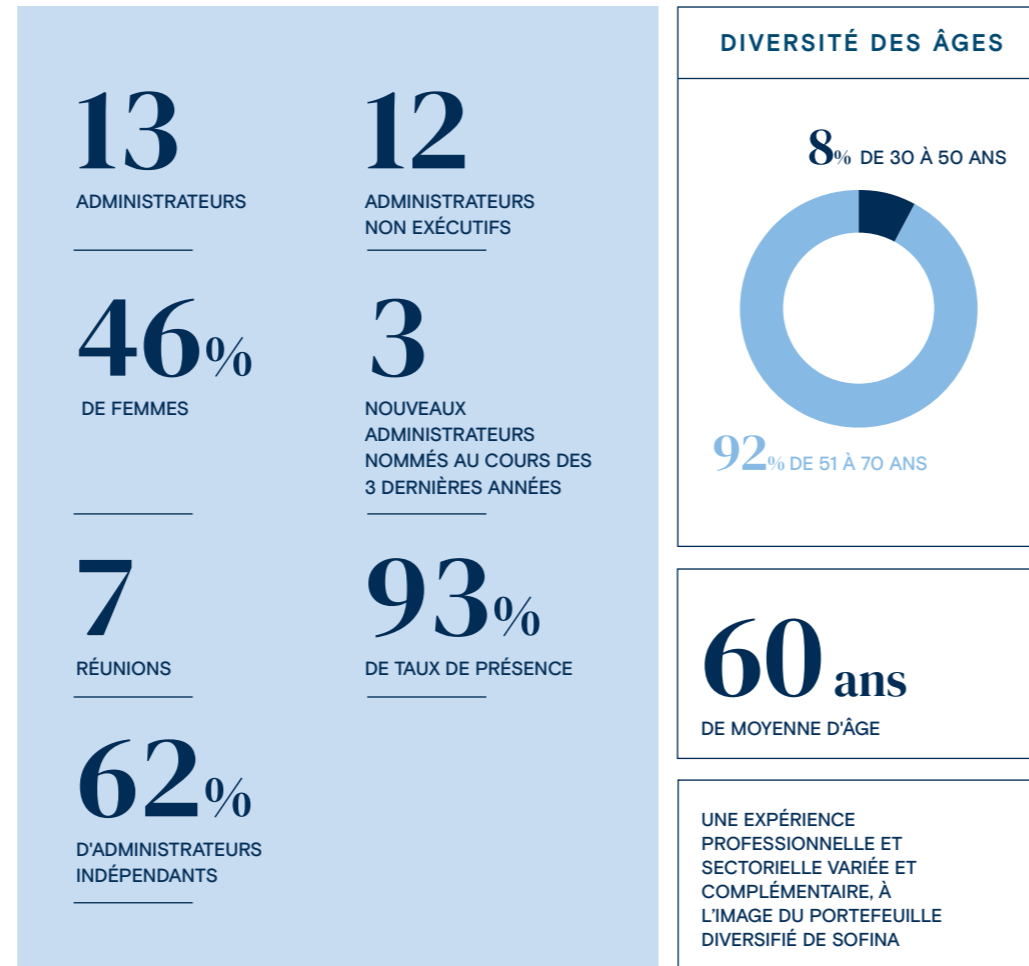 13
ADMINISTRATEURS
12
ADMINISTRATEURS
NON EXÉCUTIFS
46%
DE FEMMES
3
NOUVEAUX
ADMINISTRATEURS
NOMMÉS AU COURS DES
3 DERNIÈRES ANNÉES
7
RÉUNIONS
93%
DE TAUX DE PRÉSENCE
62%
D'ADMINISTRATEURS
INDÉPENDANTS
DIVERSITÉ DES ÂGES
8% DE 30 À 50 ANS
92% DE 51 À 70 ANS
60 ans
DE MOYENNE D'ÂGE
UNE EXPÉRIENCE
PROFESSIONNELLE ET
SECTORIELLE VARIÉE ET
COMPLÉMENTAIRE, À
L'IMAGE DU PORTEFEUILLE
DIVERSIFIÉ DE SOFINA